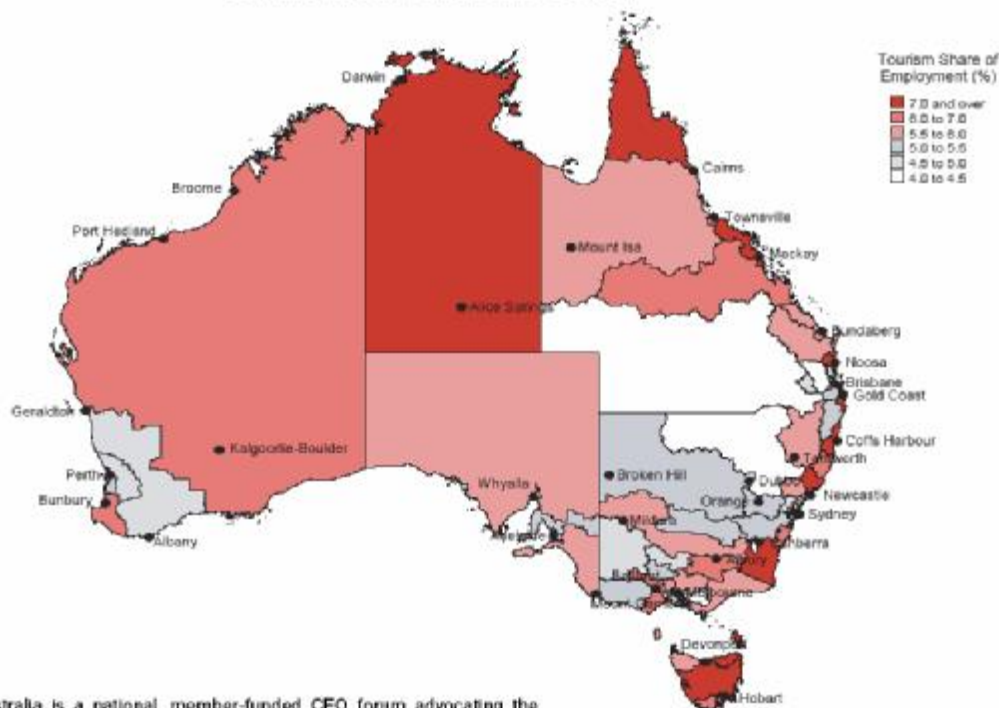 Tourism Share of
Employment (%)
7.0 and over
6.0 to 7.0
5.5 to 6.0
5.0 to 5.5
4.5 to 5.0
4.0 to 4.5
Darwin
Cairns
Broome
Townsville
Port Hedland
Mount Isa
Mackay
Alice Springs
Bundaberg
Noosa
Brisbane
Gold Coast
Geraldton
Coffs Harbour
Kalgoorlie-Boulder
Tamworth
Perth
Broken Hill
Whyalla
Dubbo
Bunbury
Orange
Newcastle
Mildura
Sydney
Albany
Adelaide
Canberra
Albury
Melbourne
Devonport
Hobart
stralia is a national, member-funded CEO forum advocating the